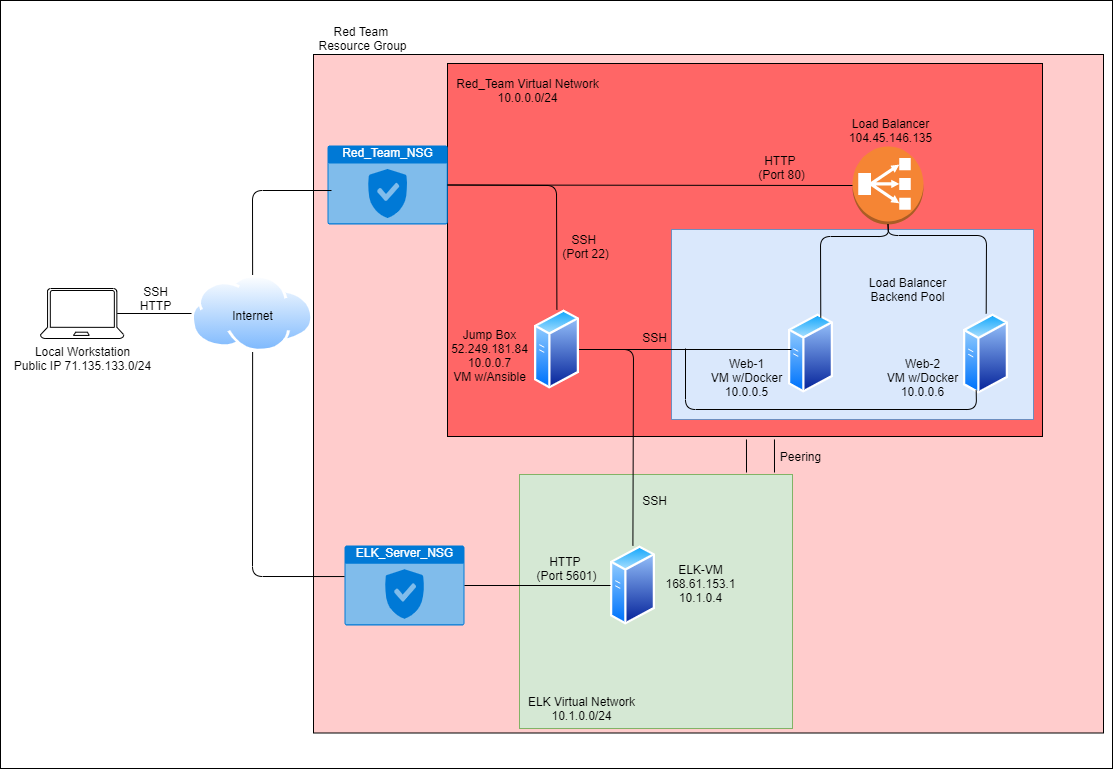 Red Team
Resource Group
Red_Team Virtual Network
10.0.0.0/24
Load Balancer
104.45.146.135
Red_Team_NSG
HTTP
(Port 80)
SSH
(Port 22)
Load Balancer
Backend Pool
SSH
HTTP
Internet
Local Workstation
Public IP 71.135.133.0/24
Jump Box
52.249.181.84
10.0.0.7
VM w/Ansible
SSH
Web-1
VM w/Docker
10.0.0.5
Web-2
VM w/Docker
10.0.0.6
Peering
SSH
ELK_Server_NSG
HTTP
(Port 5601)
ELK-VM
168.61.153.1
10.1.0.4
ELK Virtual Network
10.1.0.0/24